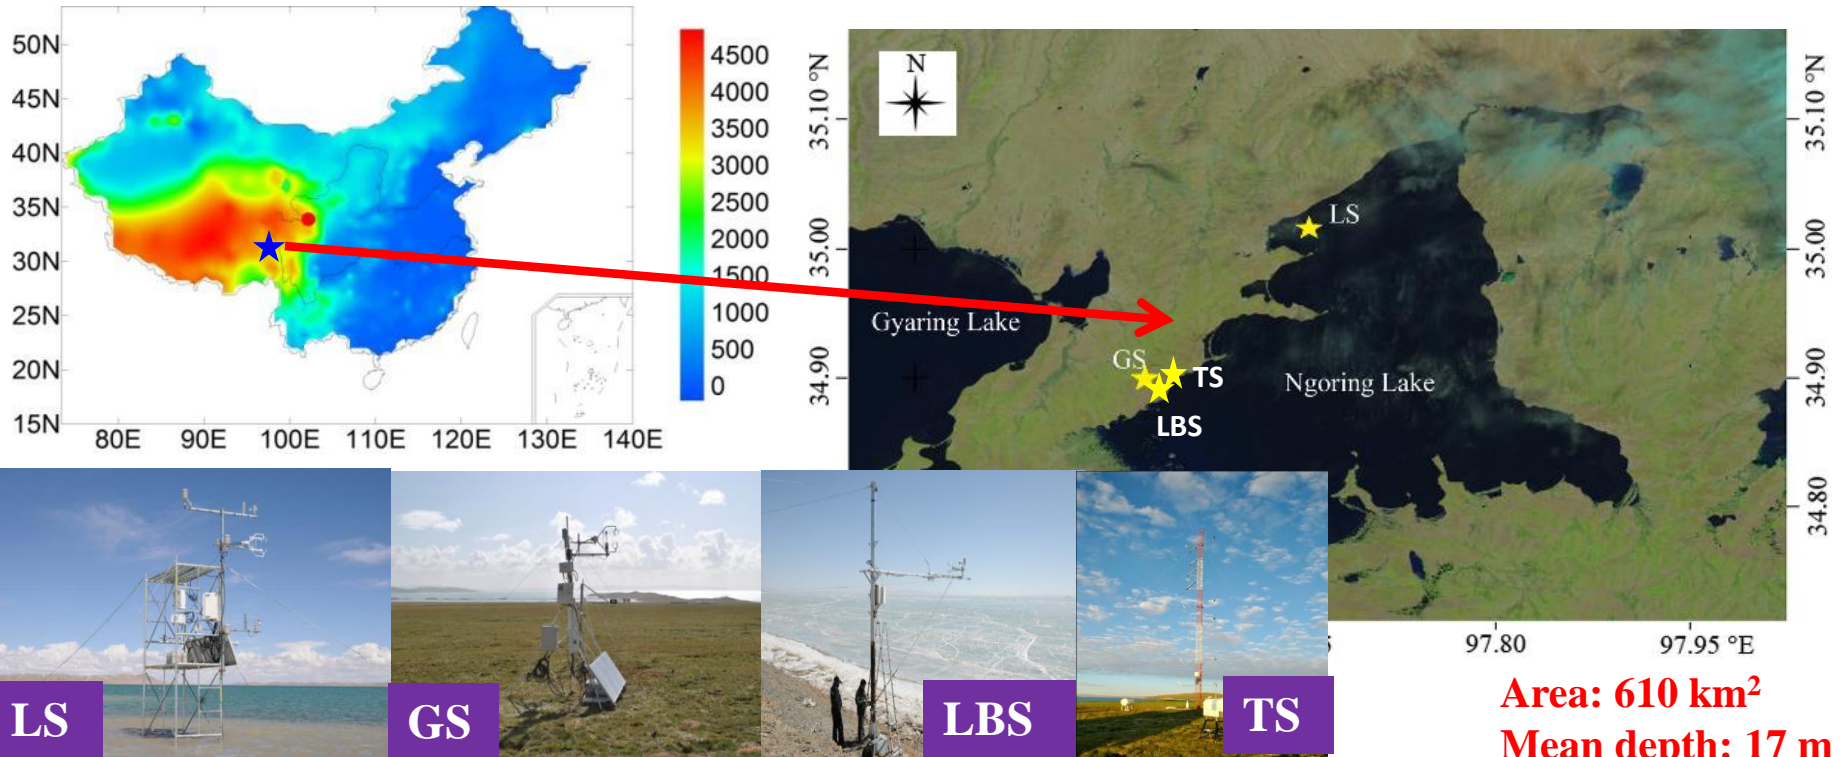 50N
45N
40N
35N
30N
25N
20N
15N
80E 90E 100E 110E 120E 130E 140E
4500
4000
3500
3000
2500
2000
1500
1000
500
0
35.10 °N
35.00
34.90
N
LS
Gyaring Lake
GS
TS
LBS
Ngoring Lake
35.10 °N
35.00
34.90
34.80
5 97.80 97.95 °E
LS
GS
LBS
TS
Area: 610 km²
Mean depth: 17 m